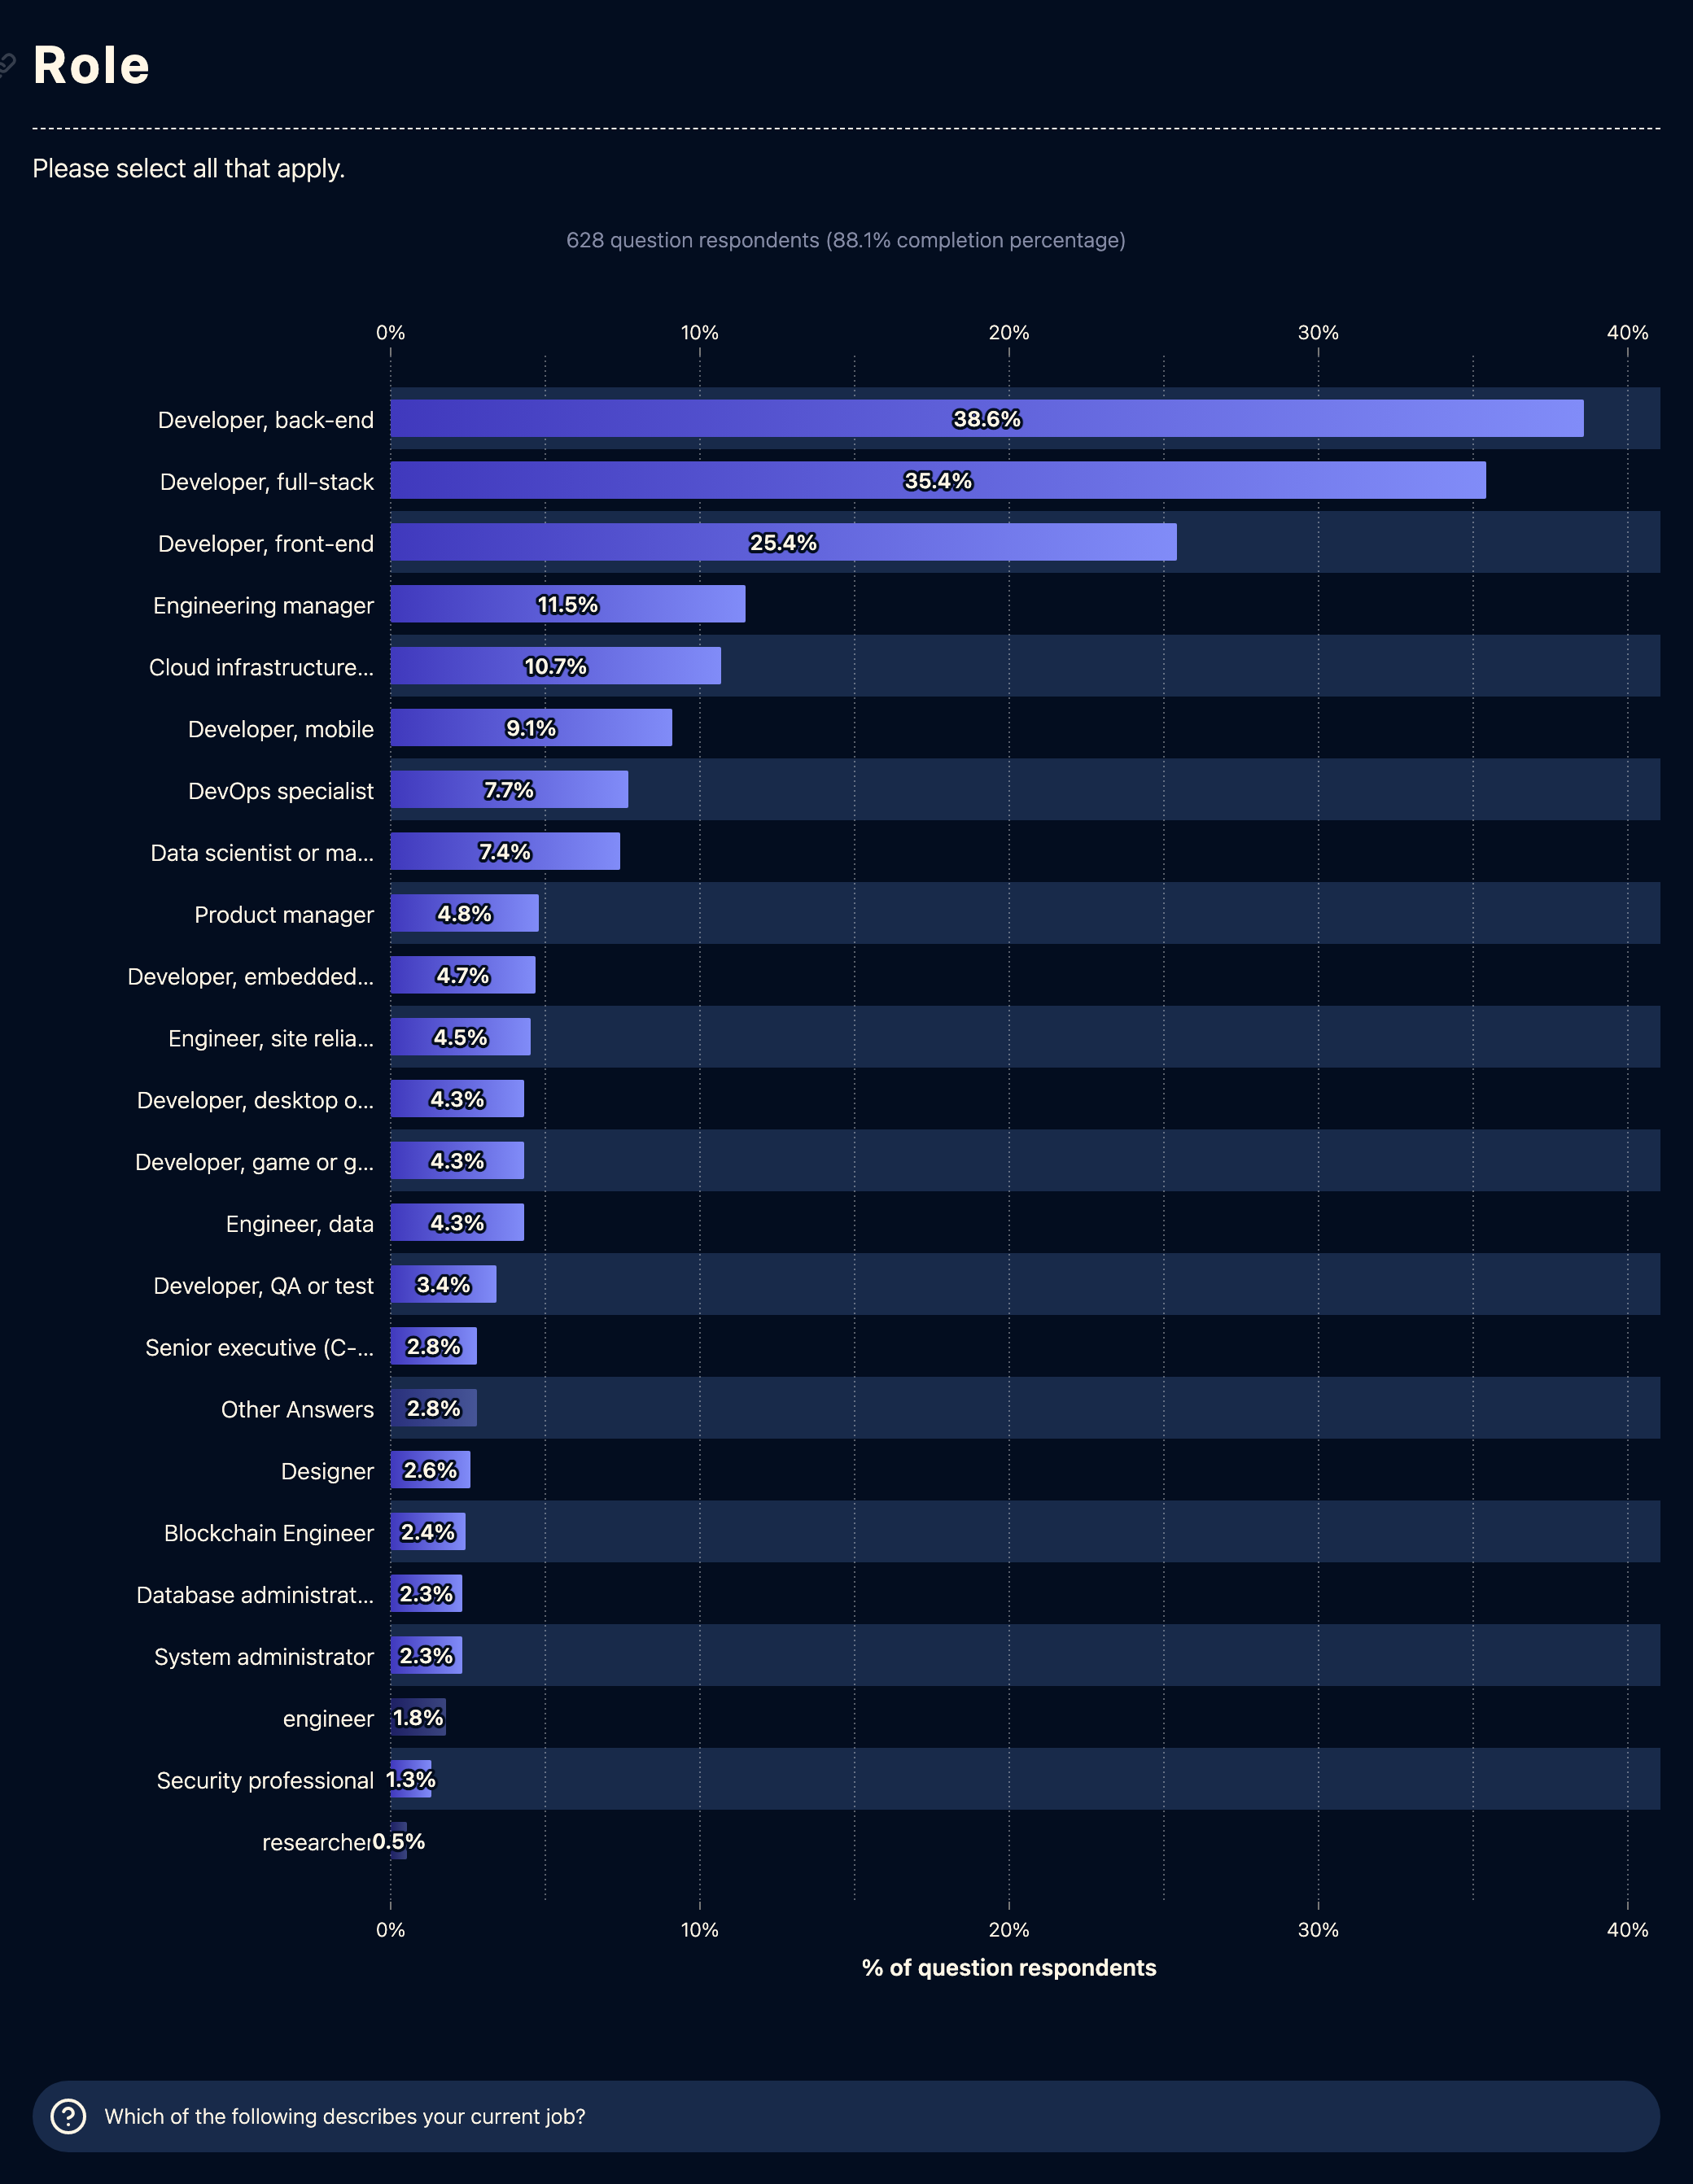 Role
Please select all that apply.
628 question respondents (88.1% completion percentage)
0% 10% 20% 30% 40%
Developer, back-end 38.6%
Developer, full-stack 35.4%
Developer, front-end 25.4%
Engineering manager 11.5%
Cloud infrastructure... 10.7%
Developer, mobile 9.1%
DevOps specialist 7.7%
Data scientist or ma... 7.4%
Product manager 4.8%
Developer, embedded... 4.7%
Engineer, site relia... 4.5%
Developer, desktop o... 4.3%
Developer, game or g... 4.3%
Engineer, data 4.3%
Developer, QA or test 3.4%
Senior executive (C-... 2.8%
Other Answers 2.8%
Designer 2.6%
Blockchain Engineer 2.4%
Database administrat... 2.3%
System administrator 2.3%
engineer 1.8%
Security professional 1.3%
researcher 0.5%
0% 10% 20% 30% 40%
% of question respondents
Which of the following describes your current job?